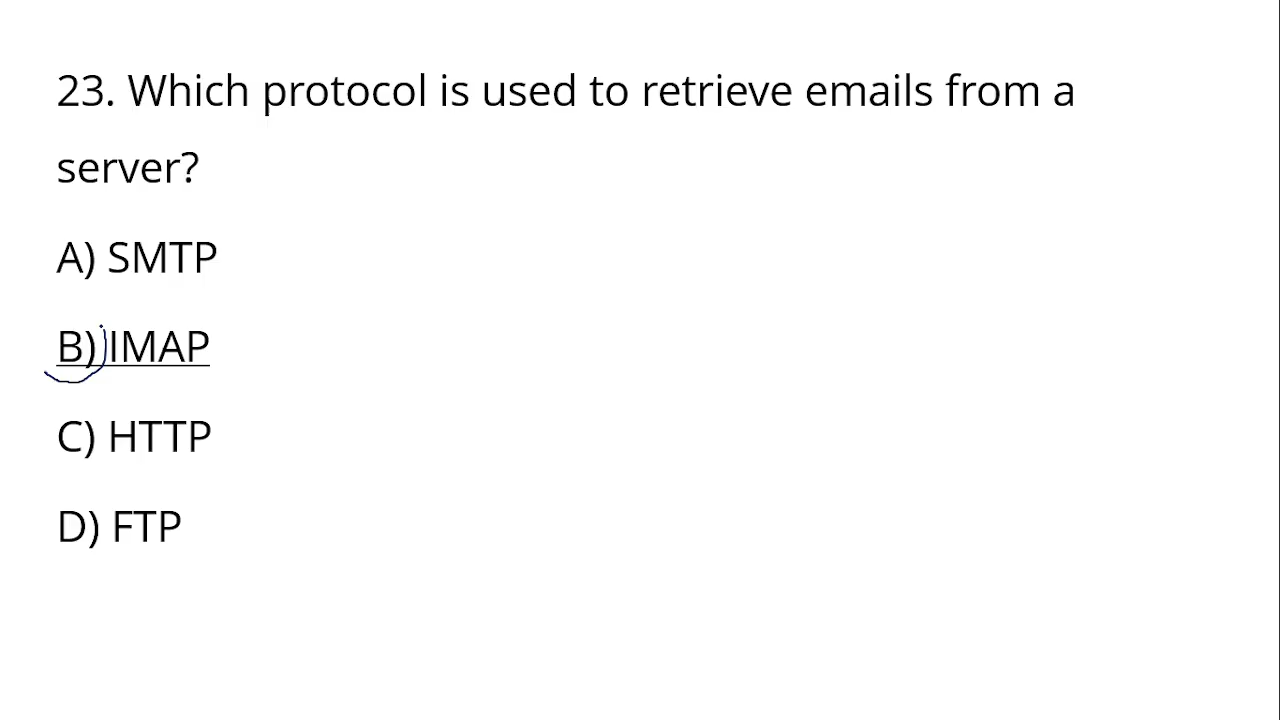 23. Which protocol is used to retrieve emails from a
server?
A) SMTP
B) IMAP
C) HTTP
D) FTP